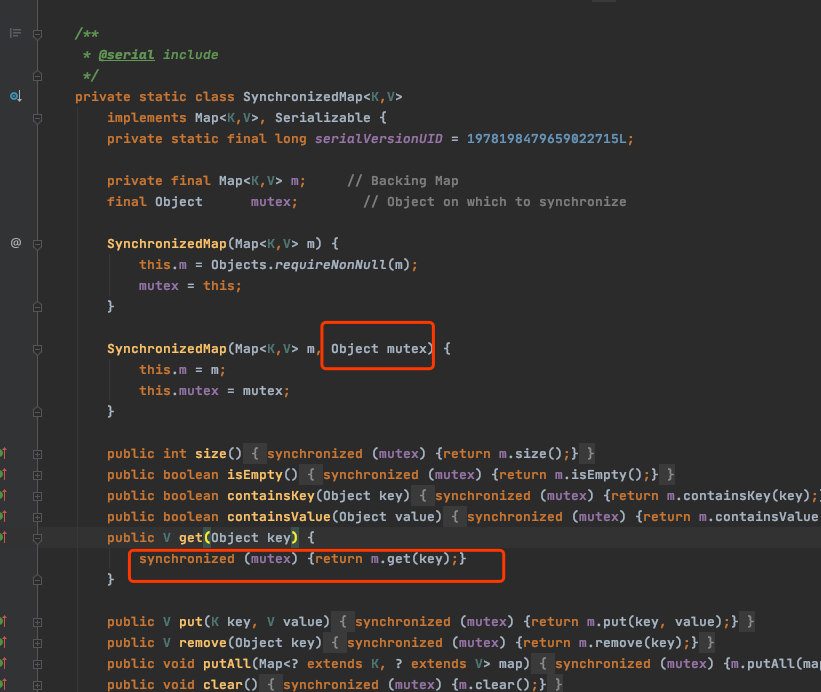 /**
 * @serial include
 */
private static class SynchronizedMap<K,V>
implements Map<K,V>, Serializable {
private static final long serialVersionUID = 1978198479659022715L;
private final Map<K,V> m;     // Backing Map
final Object      mutex;        // Object on which to synchronize
SynchronizedMap(Map<K,V> m) {
this.m = Objects.requireNonNull(m);
mutex = this;
}
SynchronizedMap(Map<K,V> m, Object mutex) {
this.m = m;
this.mutex = mutex;
}
public int size() { synchronized (mutex) {return m.size();} }
public boolean isEmpty() { synchronized (mutex) {return m.isEmpty();} }
public boolean containsKey(Object key) { synchronized (mutex) {return m.containsKey(key);}
public boolean containsValue(Object value) { synchronized (mutex) {return m.containsValue
public V get(Object key) {
synchronized (mutex) {return m.get(key);}
}
public V put(K key, V value) { synchronized (mutex) {return m.put(key, value);} }
public V remove(Object key) { synchronized (mutex) {return m.remove(key);} }
public void putAll(Map<? extends K, ? extends V> map) { synchronized (mutex) {m.putAll(map
public void clear() { synchronized (mutex) {m.clear();} }